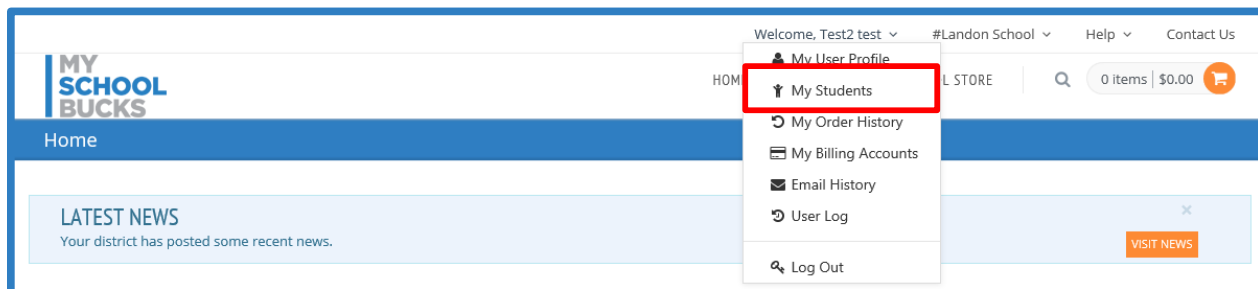 Welcome, Test2 test #Landon School Help Contact Us
MY
SCHOOL
BUCKS
HOM L STORE 0 items $0.00
My User Profile
My Students
My Order History
My Billing Accounts
Email History
User Log
Log Out
Home
LATEST NEWS
Your district has posted some recent news.
×
VISIT NEWS